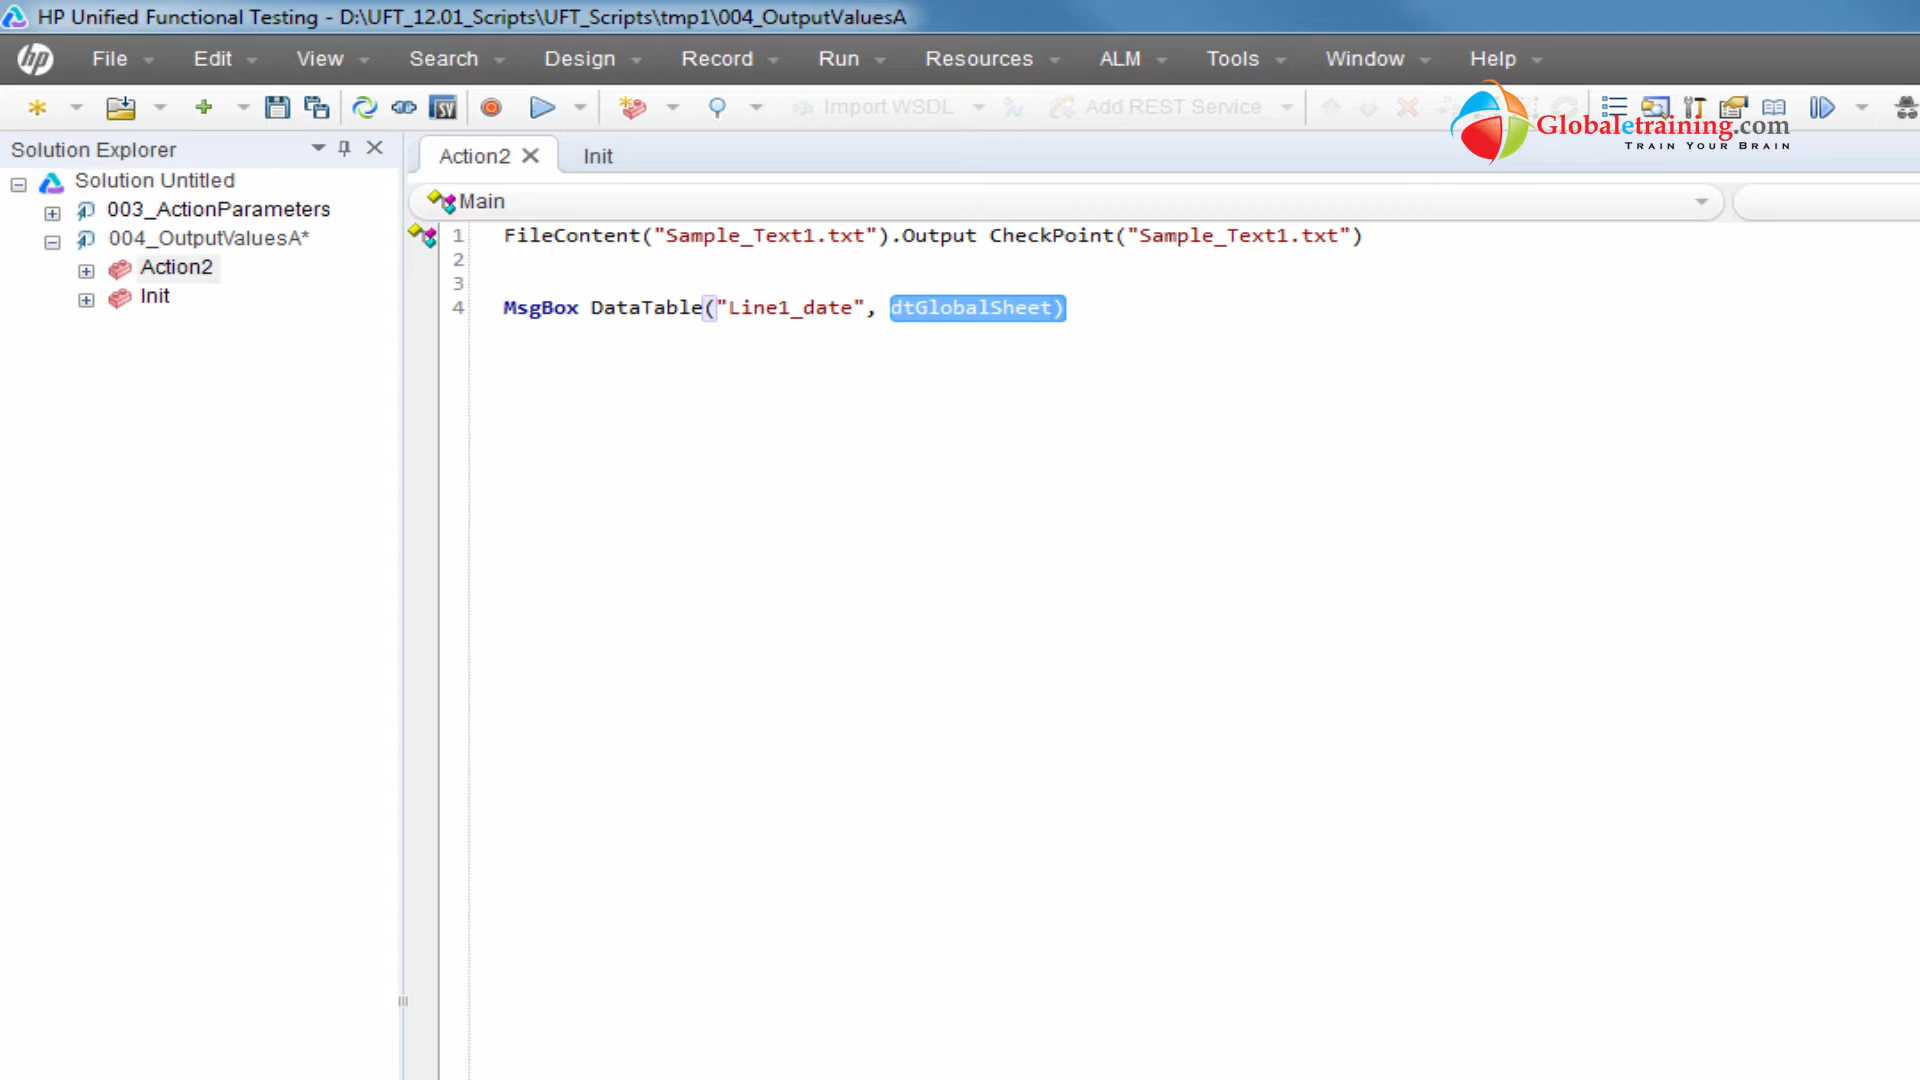 HP Unified Functional Testing - D:\UFT_12.01_Scripts\UFT_Scripts\tmp1\004_OutputValuesA
hp File Edit View Search Design Record Run Resources ALM Tools Window Help
SV Import WSDL Add REST Service
Globaletraining.com
TRAIN YOUR BRAIN
Solution Explorer
Solution Untitled
003_ActionParameters
004_OutputValuesA*
Action2
Init
Action2 Init
Main
1 FileContent("Sample_Text1.txt").Output CheckPoint("Sample_Text1.txt")
2
3
4 MsgBox DataTable("Line1_date", dtGlobalSheet)